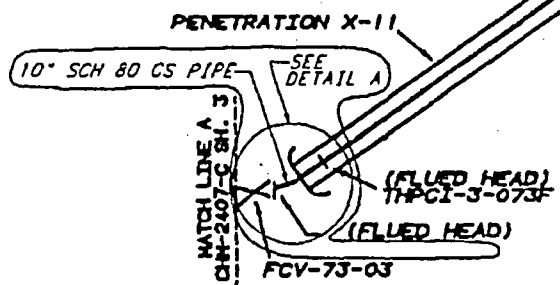 PENETRATION X-11
10" SCH 80 CS PIPE
SEE
DETAIL A
MATCH LINE A
CHM-2407-C SH. 3
(FLUED HEAD)
THPCI-3-073F
(FLUED HEAD)
FCV-73-03